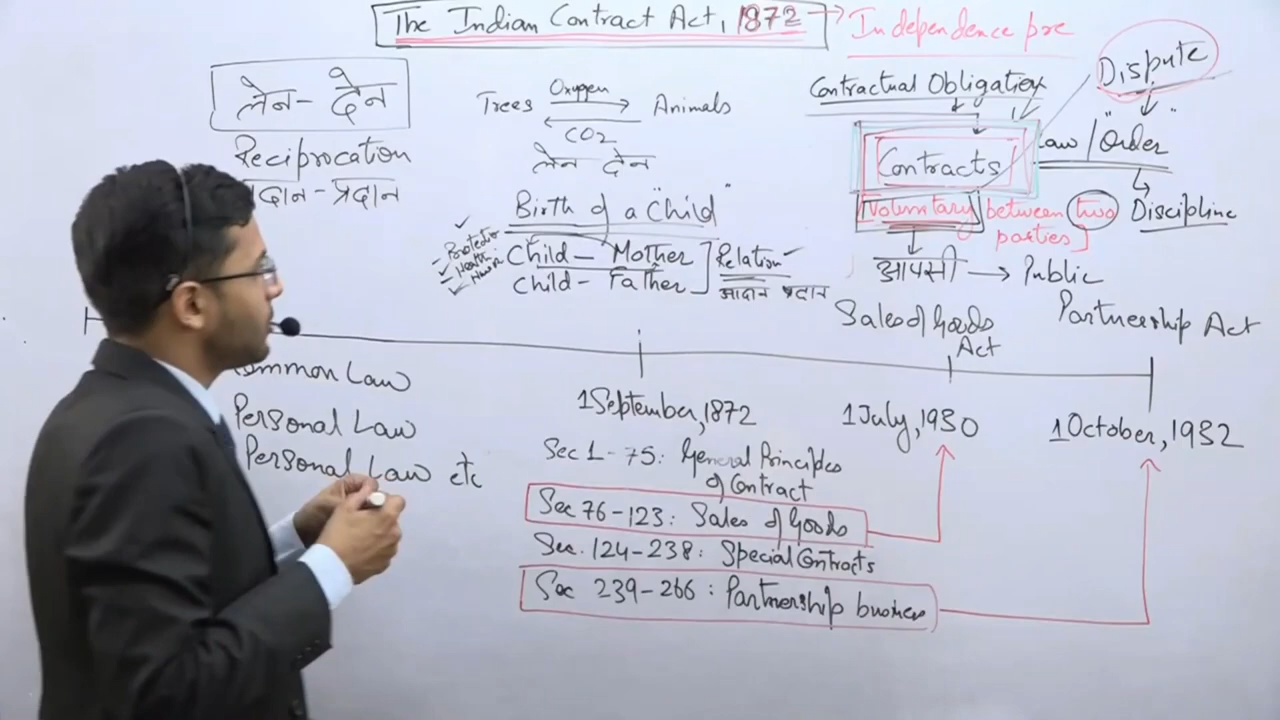 The Indian Contract Act, 1872 → Independence pre
लेन - देन
Reciprocation
दान - प्रदान
Trees Oxygen Animals
CO2
लेन देन
Birth of a "Child"
Child - Mother
Child - Father
Relation
आदान प्रदान
- Protection
Contractual Obligation
Dispute
Law / "Order"
Contracts
[Voluntary between two parties]
Discipline
आपसी → Public
Sales of Goods Act
Partnership Act
ommon Law
Personal Law
Personal Law etc
1 September, 1872
1 July, 1930
1 October, 1932
Sec 1 - 75: General Principles of Contract
Sec 76 - 123: Sales of Goods
Sec. 124 - 238: Special Contracts
Sec 239 - 266: Partnership business